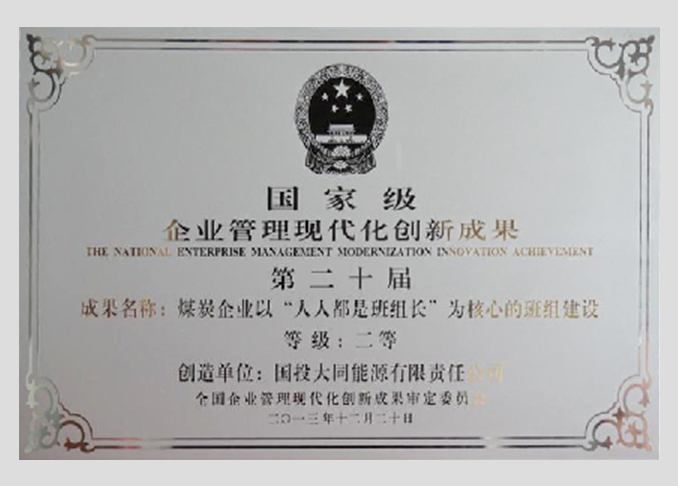 国家级
企业管理现代化创新成果
THE NATIONAL ENTERPRISE MANAGEMENT MODERNIZATION INNOVATION ACHIEVEMENT
第二十届
成果名称：煤炭企业以“人人都是班组长”为核心的班组建设
等级：二等
创造单位：国投大同能源有限责任公司
全国企业管理现代化创新成果审定委员会
二〇一三年十二月二十日